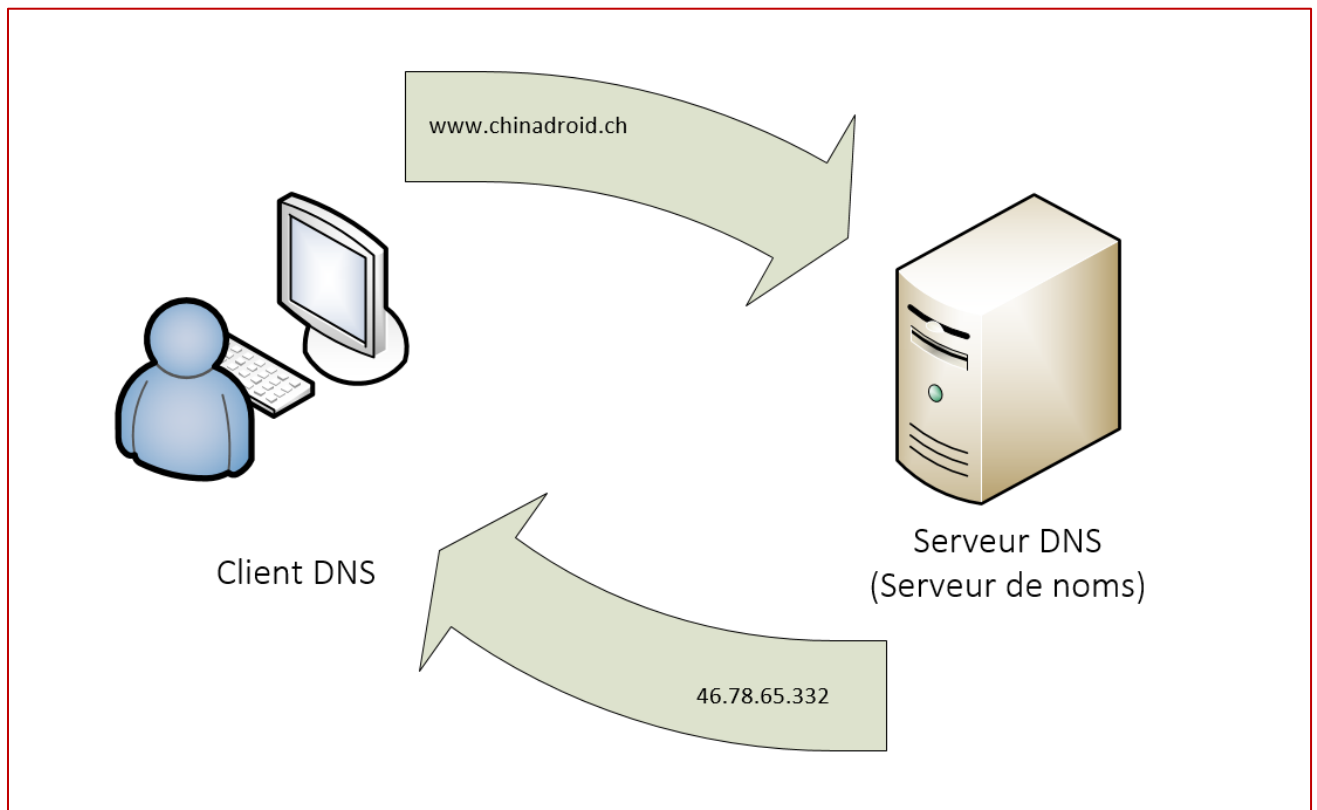 www.chinadroid.ch
Client DNS
Serveur DNS
(Serveur de noms)
46.78.65.332